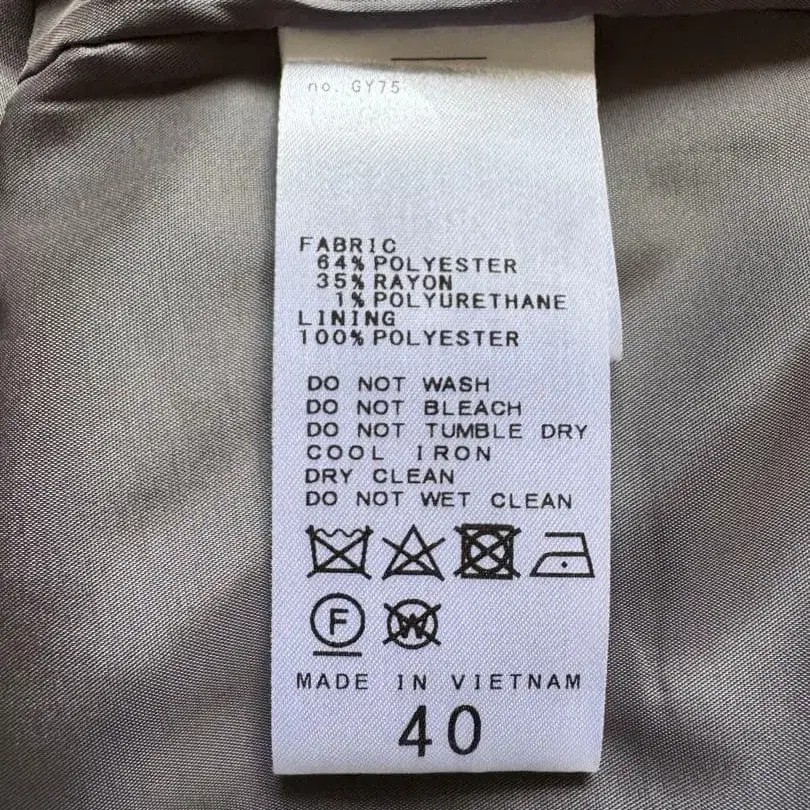 no. GY75
FABRIC
64% POLYESTER
35% RAYON
1% POLYURETHANE
LINING
100% POLYESTER
DO NOT WASH
DO NOT BLEACH
DO NOT TUMBLE DRY
COOL IRON
DRY CLEAN
DO NOT WET CLEAN
F W
MADE IN VIETNAM
40